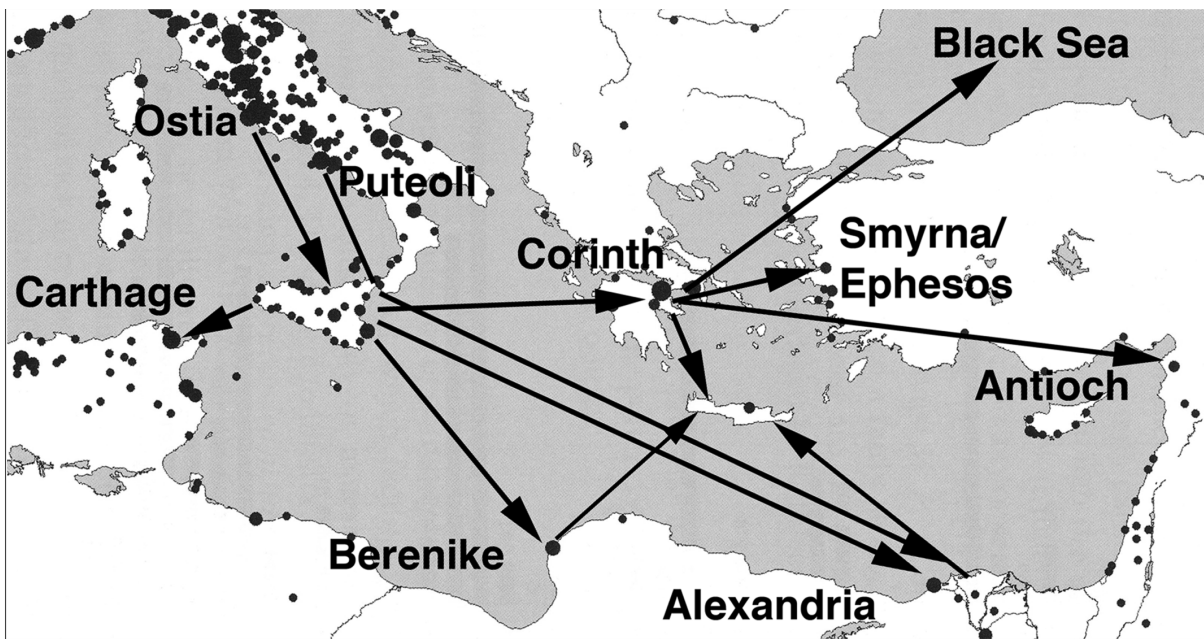 Black Sea
Ostia
Puteoli
Corinth
Smyrna/
Ephesos
Carthage
Antioch
Berenike
Alexandria